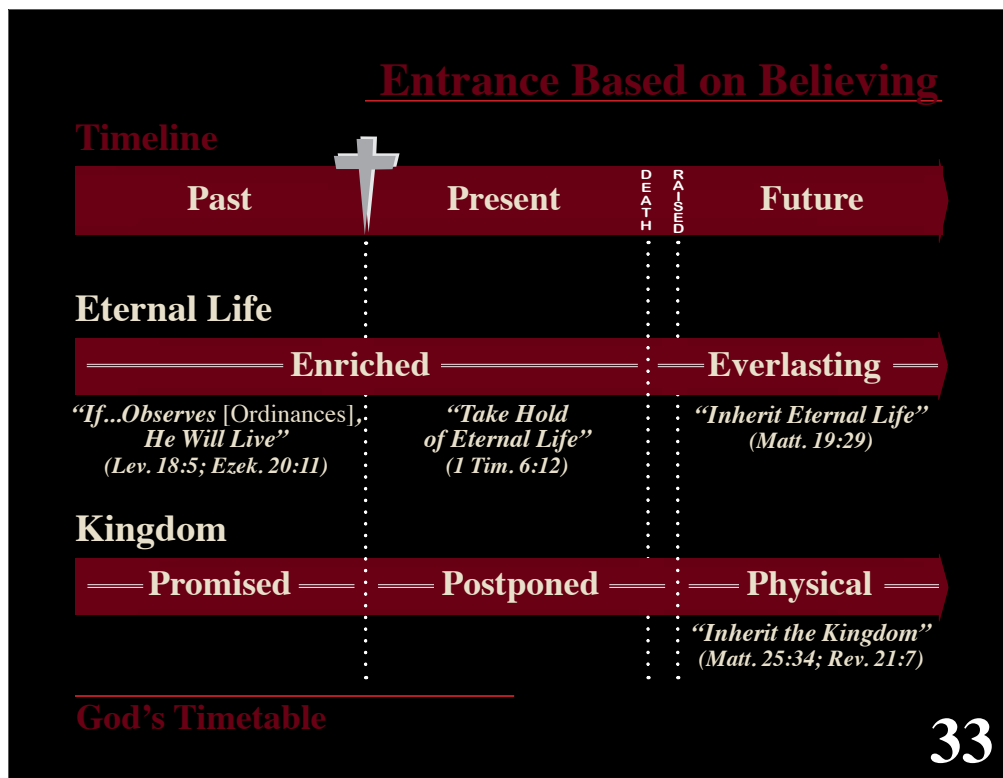 Entrance Based on Believing
Timeline
Past
Present
DEATH
RAISED
Future
Eternal Life
Enriched
Everlasting
“If...Observes [Ordinances],
He Will Live”
(Lev. 18:5; Ezek. 20:11)
“Take Hold
of Eternal Life”
(1 Tim. 6:12)
“Inherit Eternal Life”
(Matt. 19:29)
Kingdom
Promised
Postponed
Physical
“Inherit the Kingdom”
(Matt. 25:34; Rev. 21:7)
God’s Timetable
33